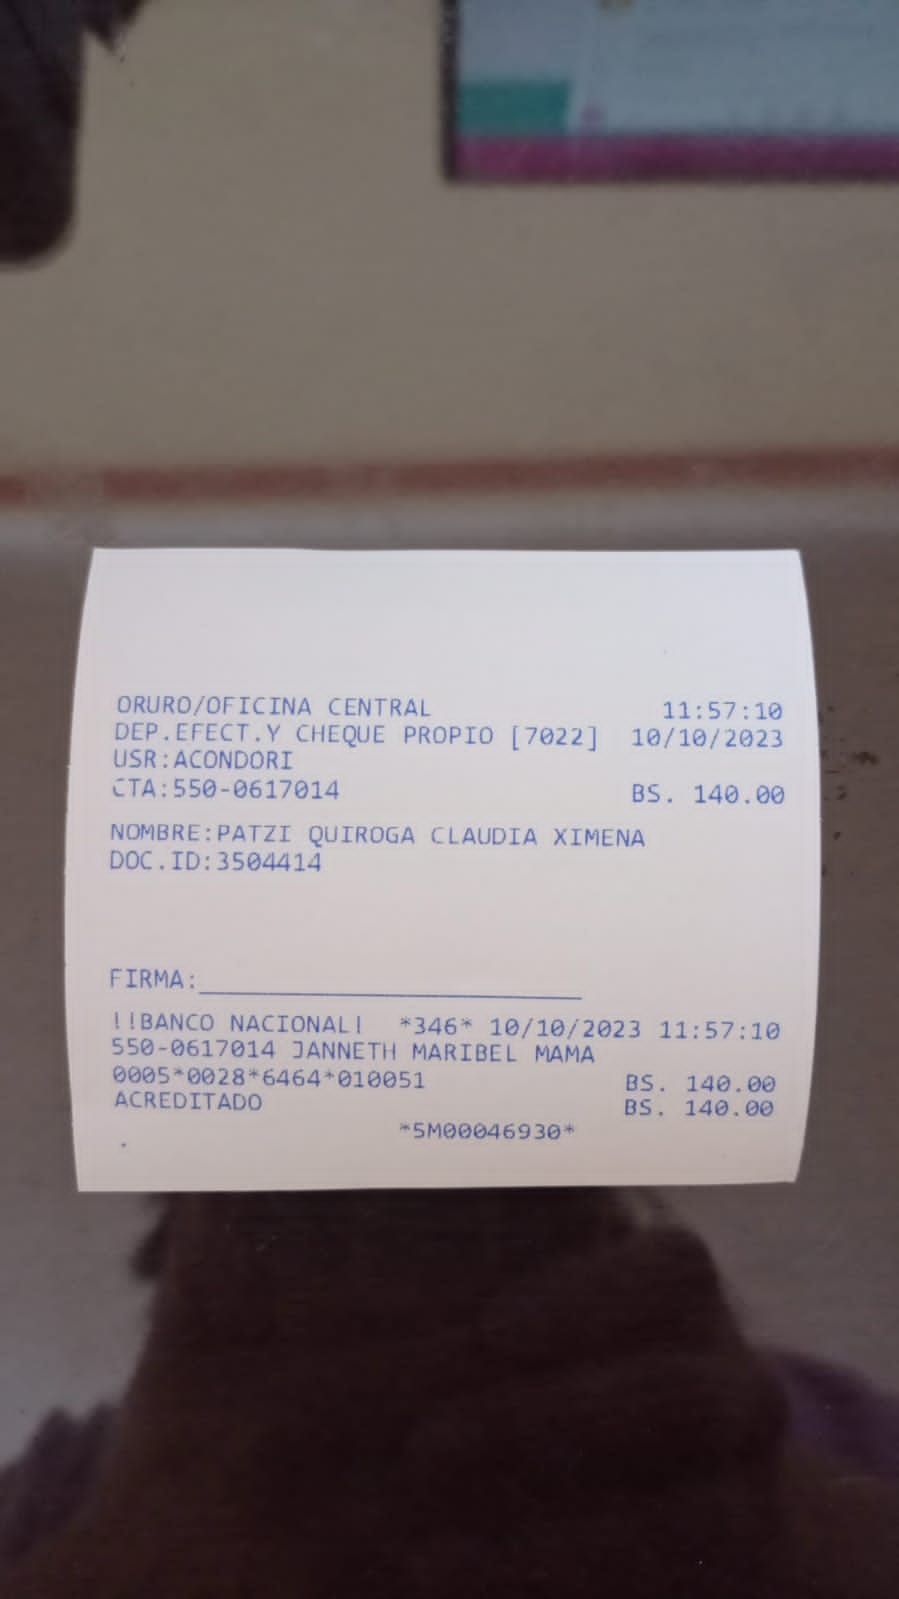 ORURO/OFICINA CENTRAL 11:57:10
DEP.EFECT.Y CHEQUE PROPIO [7022] 10/10/2023
USR:ACONDORI
CTA:550-0617014 BS. 140.00
NOMBRE:PATZI QUIROGA CLAUDIA XIMENA
DOC.ID:3504414
FIRMA:
!!BANCO NACIONAL! *346* 10/10/2023 11:57:10
550-0617014 JANNETH MARIBEL MAMA
0005*0028*6464*010051 BS. 140.00
ACREDITADO BS. 140.00
*5M00046930*